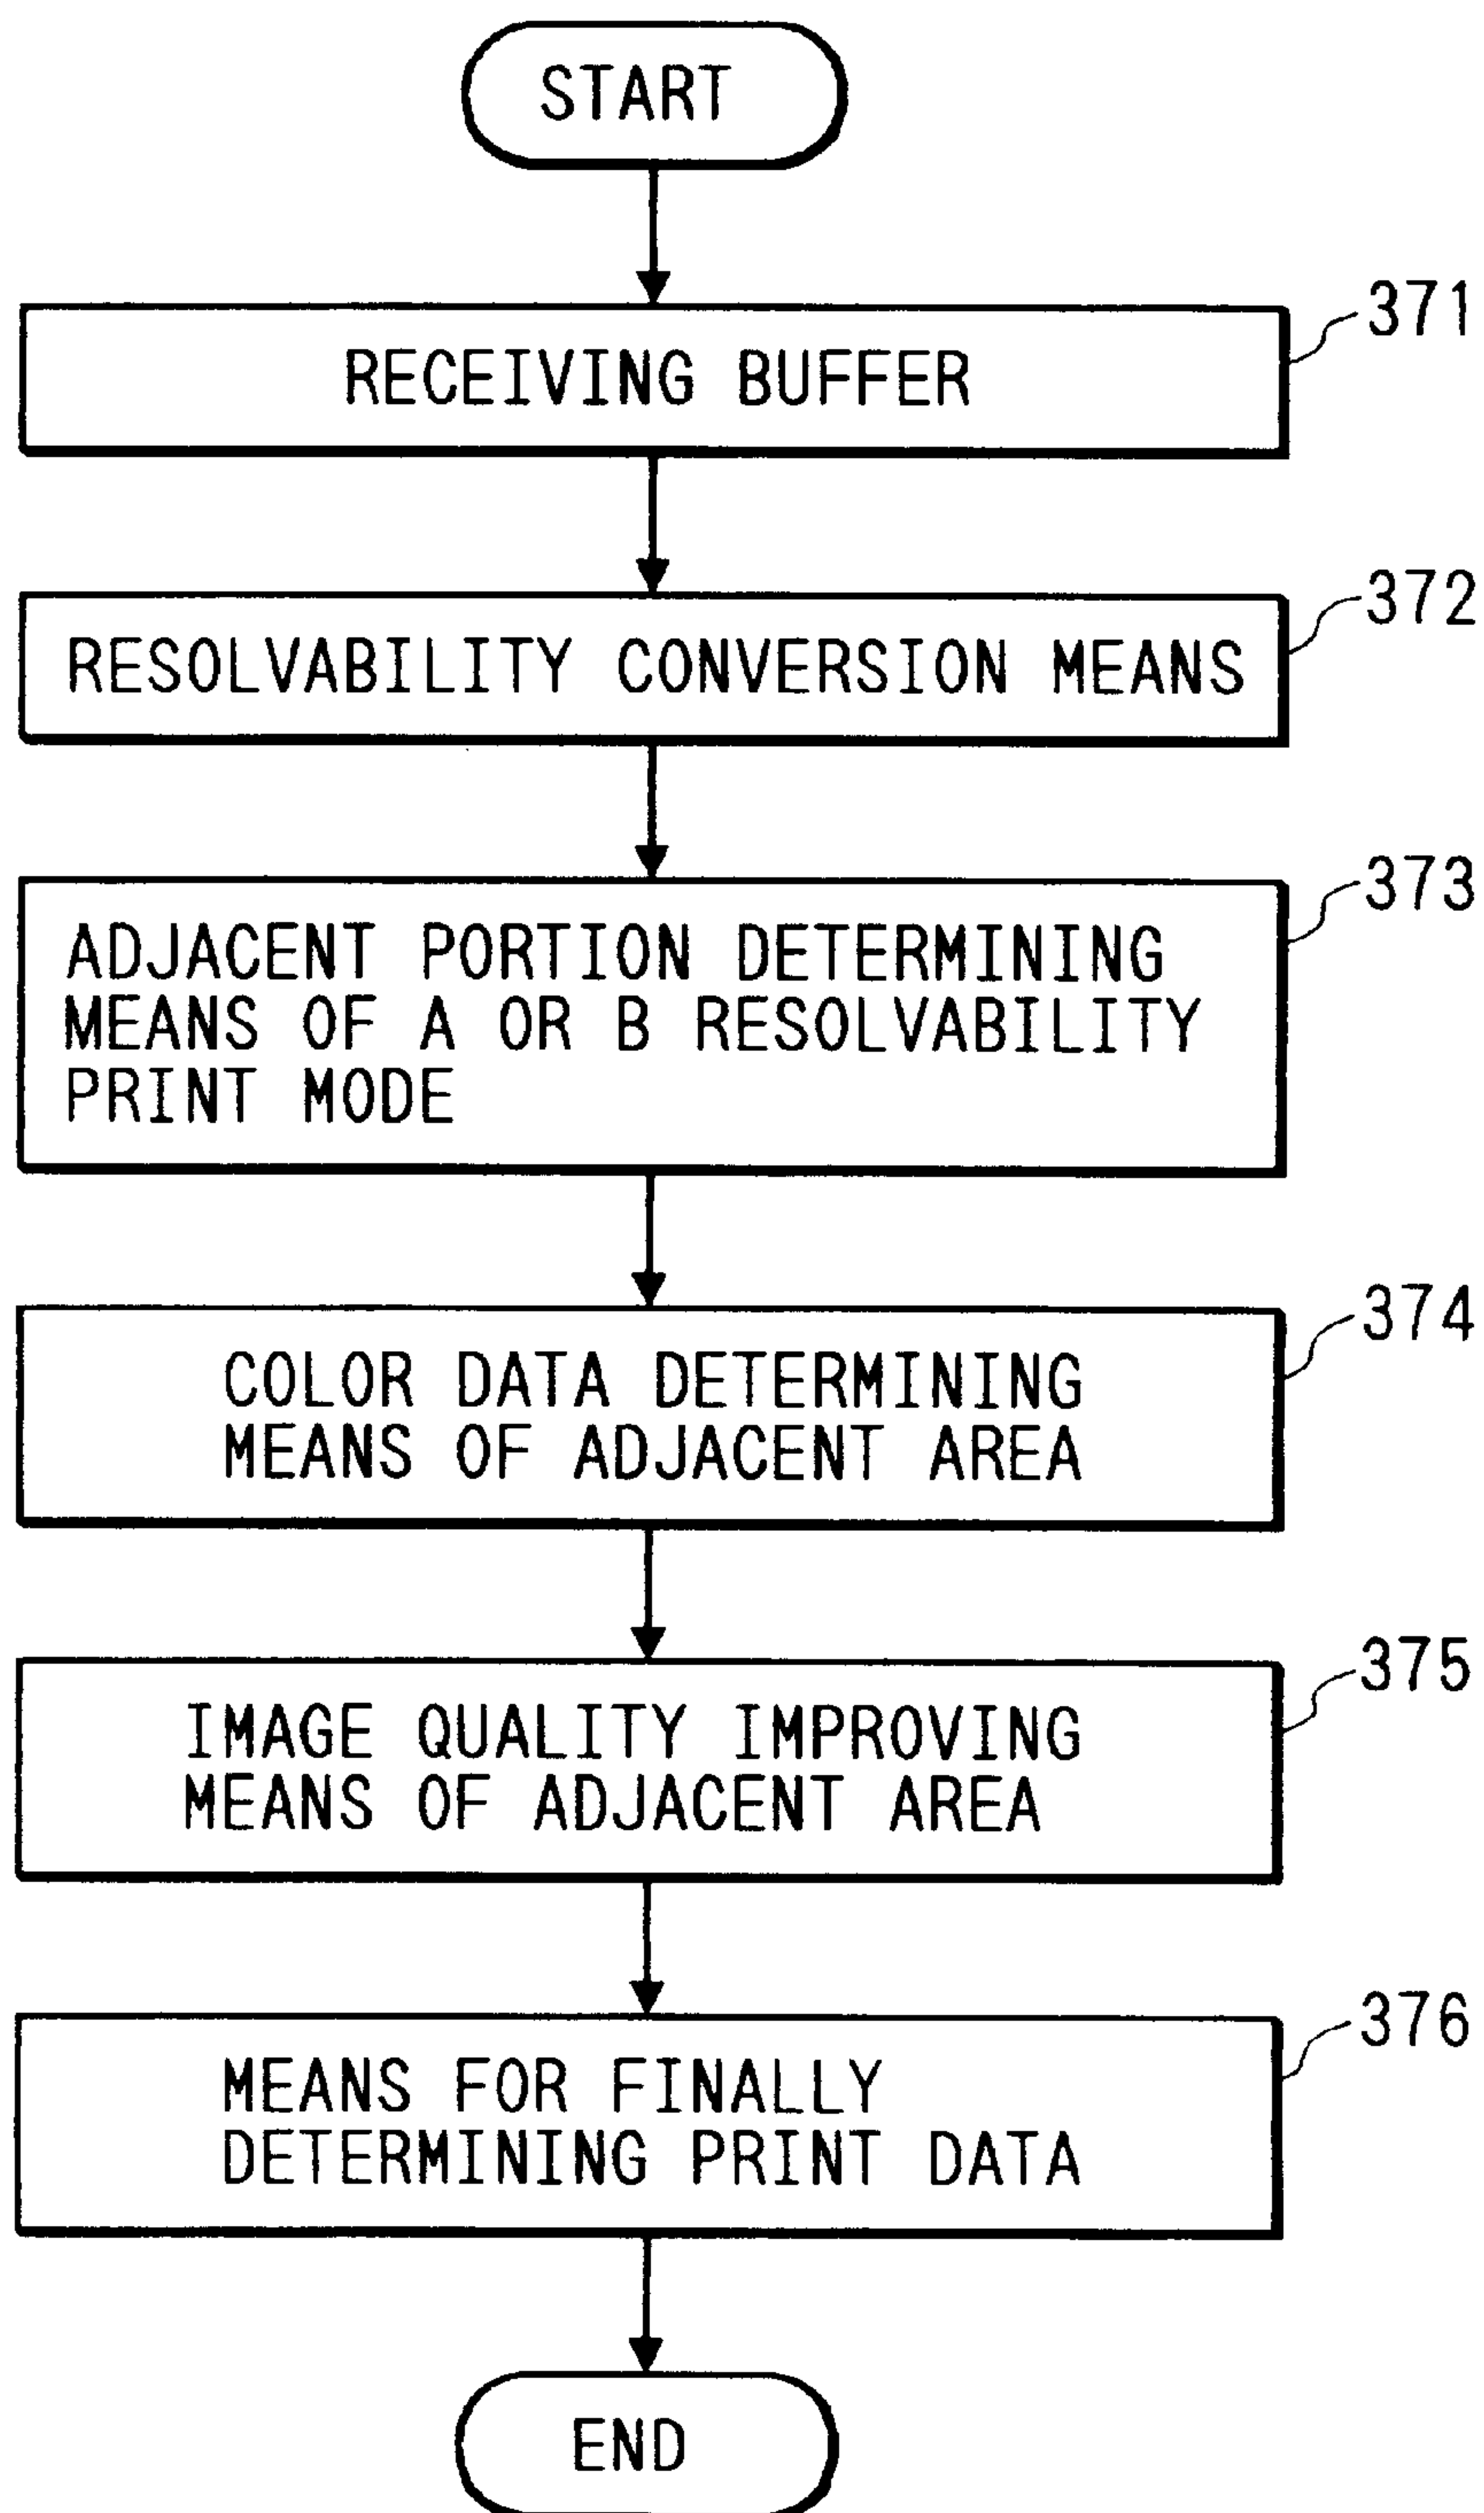 START
371
RECEIVING BUFFER
372
RESOLVABILITY CONVERSION MEANS
373
ADJACENT PORTION DETERMINING
MEANS OF A OR B RESOLVABILITY
PRINT MODE
374
COLOR DATA DETERMINING
MEANS OF ADJACENT AREA
375
IMAGE QUALITY IMPROVING
MEANS OF ADJACENT AREA
376
MEANS FOR FINALLY
DETERMINING PRINT DATA
END